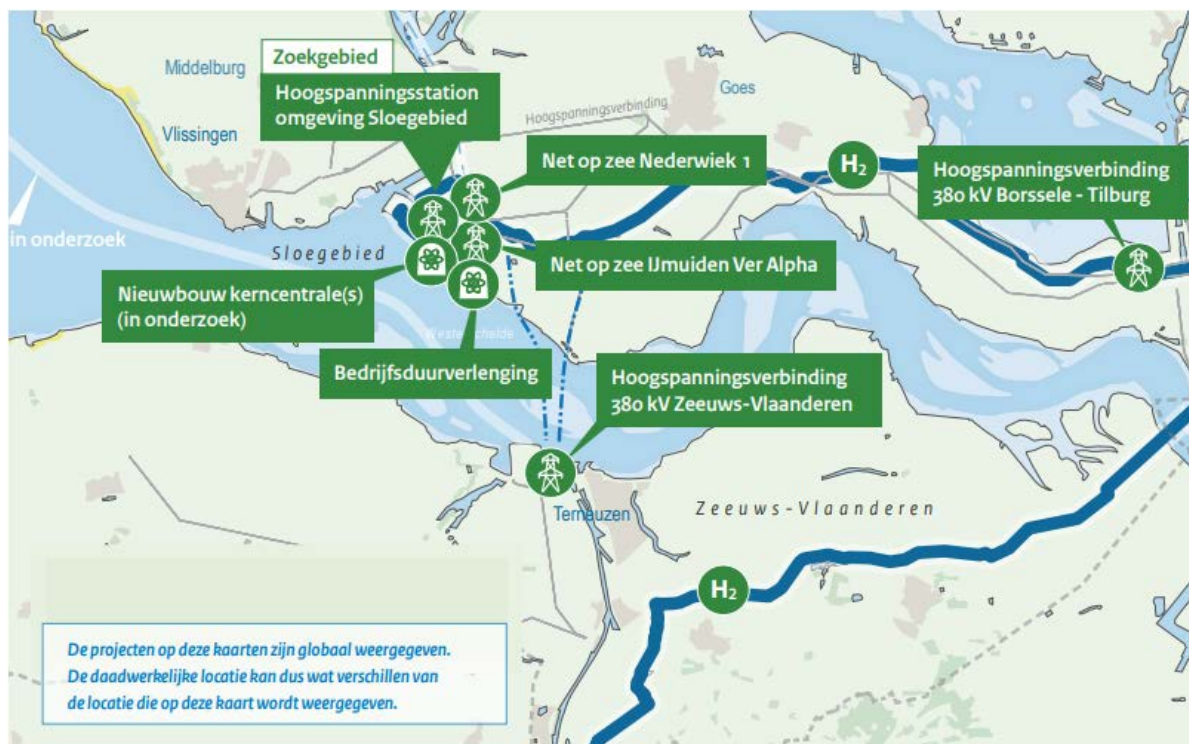 Middelburg
Vlissingen
Zoekgebied
Hoogspanningsstation
omgeving Sloegebied
Hoogspanningsverbinding
Goes
Net op zee Nederwiek 1
H₂
Hoogspanningsverbinding
380 kV Borssele - Tilburg
in onderzoek
Sloegebied
Net op zee IJmuiden Ver Alpha
Nieuwbouw kerncentrale(s)
(in onderzoek)
Westerschelde
Bedrijfsduurverlenging
Hoogspanningsverbinding
380 kV Zeeuws-Vlaanderen
Terneuzen
Zeeuws-Vlaanderen
H₂
De projecten op deze kaarten zijn globaal weergegeven.
De daadwerkelijke locatie kan dus wat verschillen van
de locatie die op deze kaart wordt weergegeven.